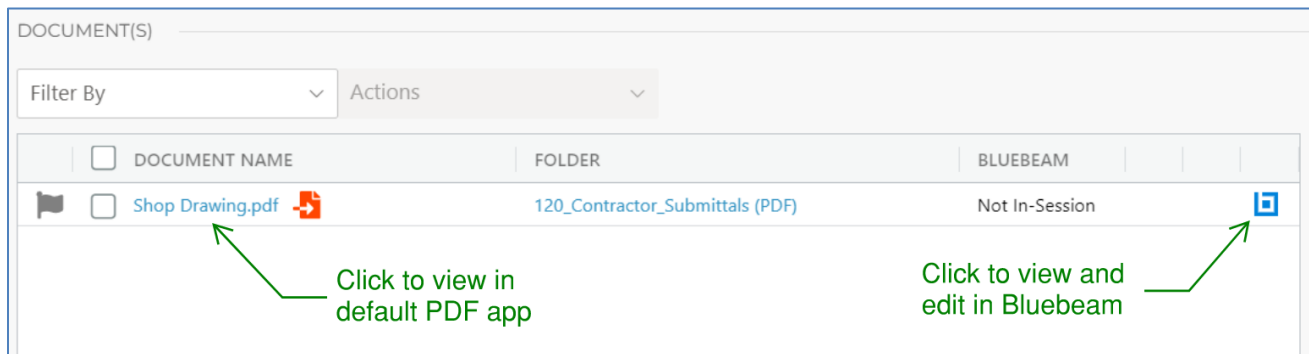 DOCUMENT(S)
Filter By
Actions
DOCUMENT NAME
FOLDER
BLUEBEAM
Shop Drawing.pdf
120_Contractor_Submittals (PDF)
Not In-Session
Click to view in
default PDF app
Click to view and
edit in Bluebeam